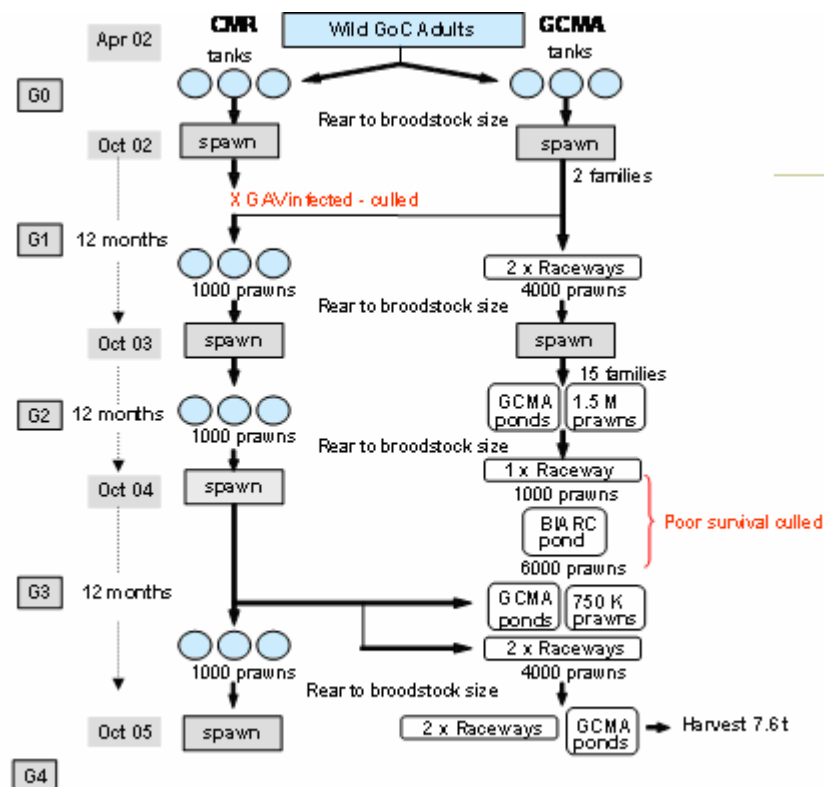 CMR
Wild GoC Adults
GCMA
Apr 02
tanks
tanks
G0
Rear to broodstock size
Oct 02
spawn
spawn
2 families
X GAV infected - culled
G1
12 months
2 x Raceways
1000 prawns
4000 prawns
Rear to broodstock size
Oct 03
spawn
spawn
15 families
G2
12 months
GCMA
ponds
1.5 M
prawns
1000 prawns
Rear to broodstock size
1 x Raceway
Oct 04
spawn
1000 prawns
BIARC
pond
Poor survival culled
6000 prawns
G3
12 months
GCMA
ponds
750 K
prawns
2 x Raceways
1000 prawns
4000 prawns
Rear to broodstock size
Oct 05
spawn
2 x Raceways
GCMA
ponds
Harvest 7.6t
G4